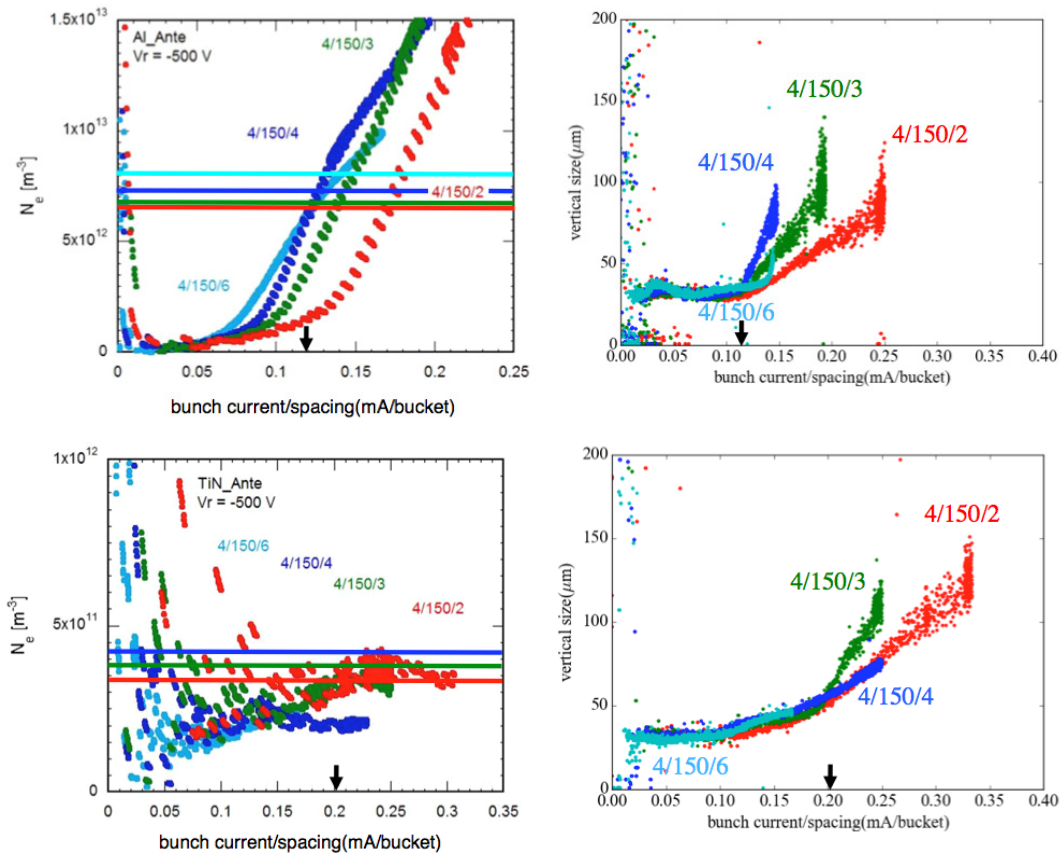 1.5x10¹³
Al_Ante
Vr = -500 V
4/150/3
1x10¹³
4/150/4
4/150/2
5x10¹²
4/150/6
0
Nₑ [m⁻³]
0 0.05 0.1 0.15 0.2 0.25
bunch current/spacing(mA/bucket)
200
150
100
50
0
vertical size(μm)
4/150/3
4/150/2
4/150/4
4/150/6
0.00 0.05 0.10 0.15 0.20 0.25 0.30 0.35 0.40
bunch current/spacing(mA/bucket)
1x10¹²
TiN_Ante
Vr = -500 V
4/150/6
4/150/4
4/150/3
4/150/2
5x10¹¹
0
Nₑ [m⁻³]
0 0.05 0.1 0.15 0.2 0.25 0.3 0.35
bunch current/spacing(mA/bucket)
200
150
100
50
0
vertical size(μm)
4/150/2
4/150/3
4/150/4
4/150/6
0.00 0.05 0.10 0.15 0.20 0.25 0.30 0.35 0.40
bunch current/spacing(mA/bucket)